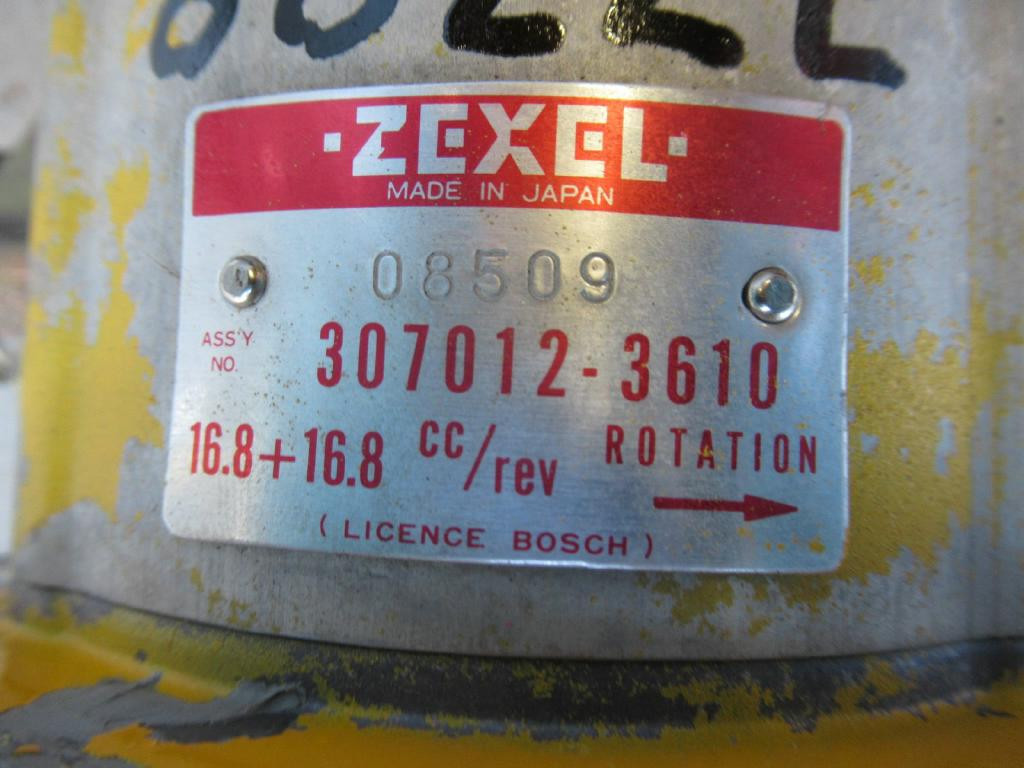 ·ZEXEL·
MADE IN JAPAN
08509
ASS'Y NO. 307012-3610
16.8+16.8 cc/rev ROTATION
(LICENCE BOSCH)